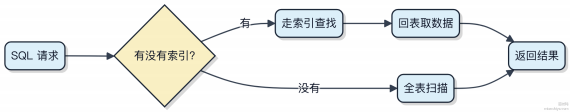 SQL 请求
有没有索引?
有
走索引查找
回表取数据
没有
全表扫描
返回结果